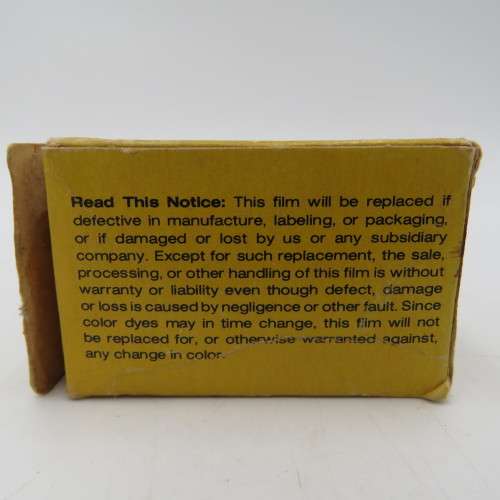 Read This Notice: This film will be replaced if
defective in manufacture, labeling, or packaging,
or if damaged or lost by us or any subsidiary
company. Except for such replacement, the sale,
processing, or other handling of this film is without
warranty or liability even though defect, damage
or loss is caused by negligence or other fault. Since
color dyes may in time change, this film will not
be replaced for, or otherwise warranted against,
any change in color.